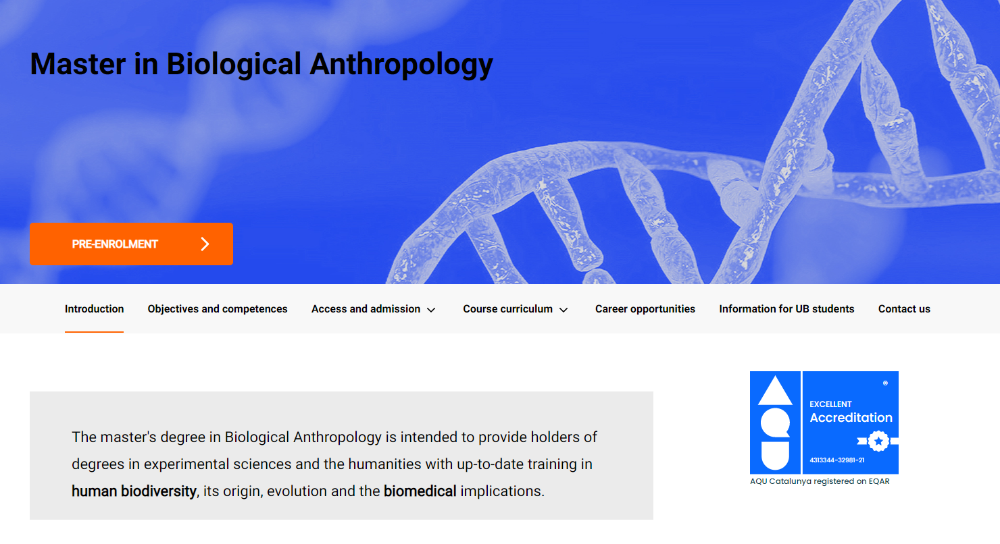 Master in Biological Anthropology
PRE-ENROLMENT
Introduction Objectives and competences Access and admission Course curriculum Career opportunities Information for UB students Contact us
The master's degree in Biological Anthropology is intended to provide holders of
degrees in experimental sciences and the humanities with up-to-date training in
human biodiversity, its origin, evolution and the biomedical implications.
AQU
®
EXCELLENT
Accreditation
4313344-32981-21
AQU Catalunya registered on EQAR